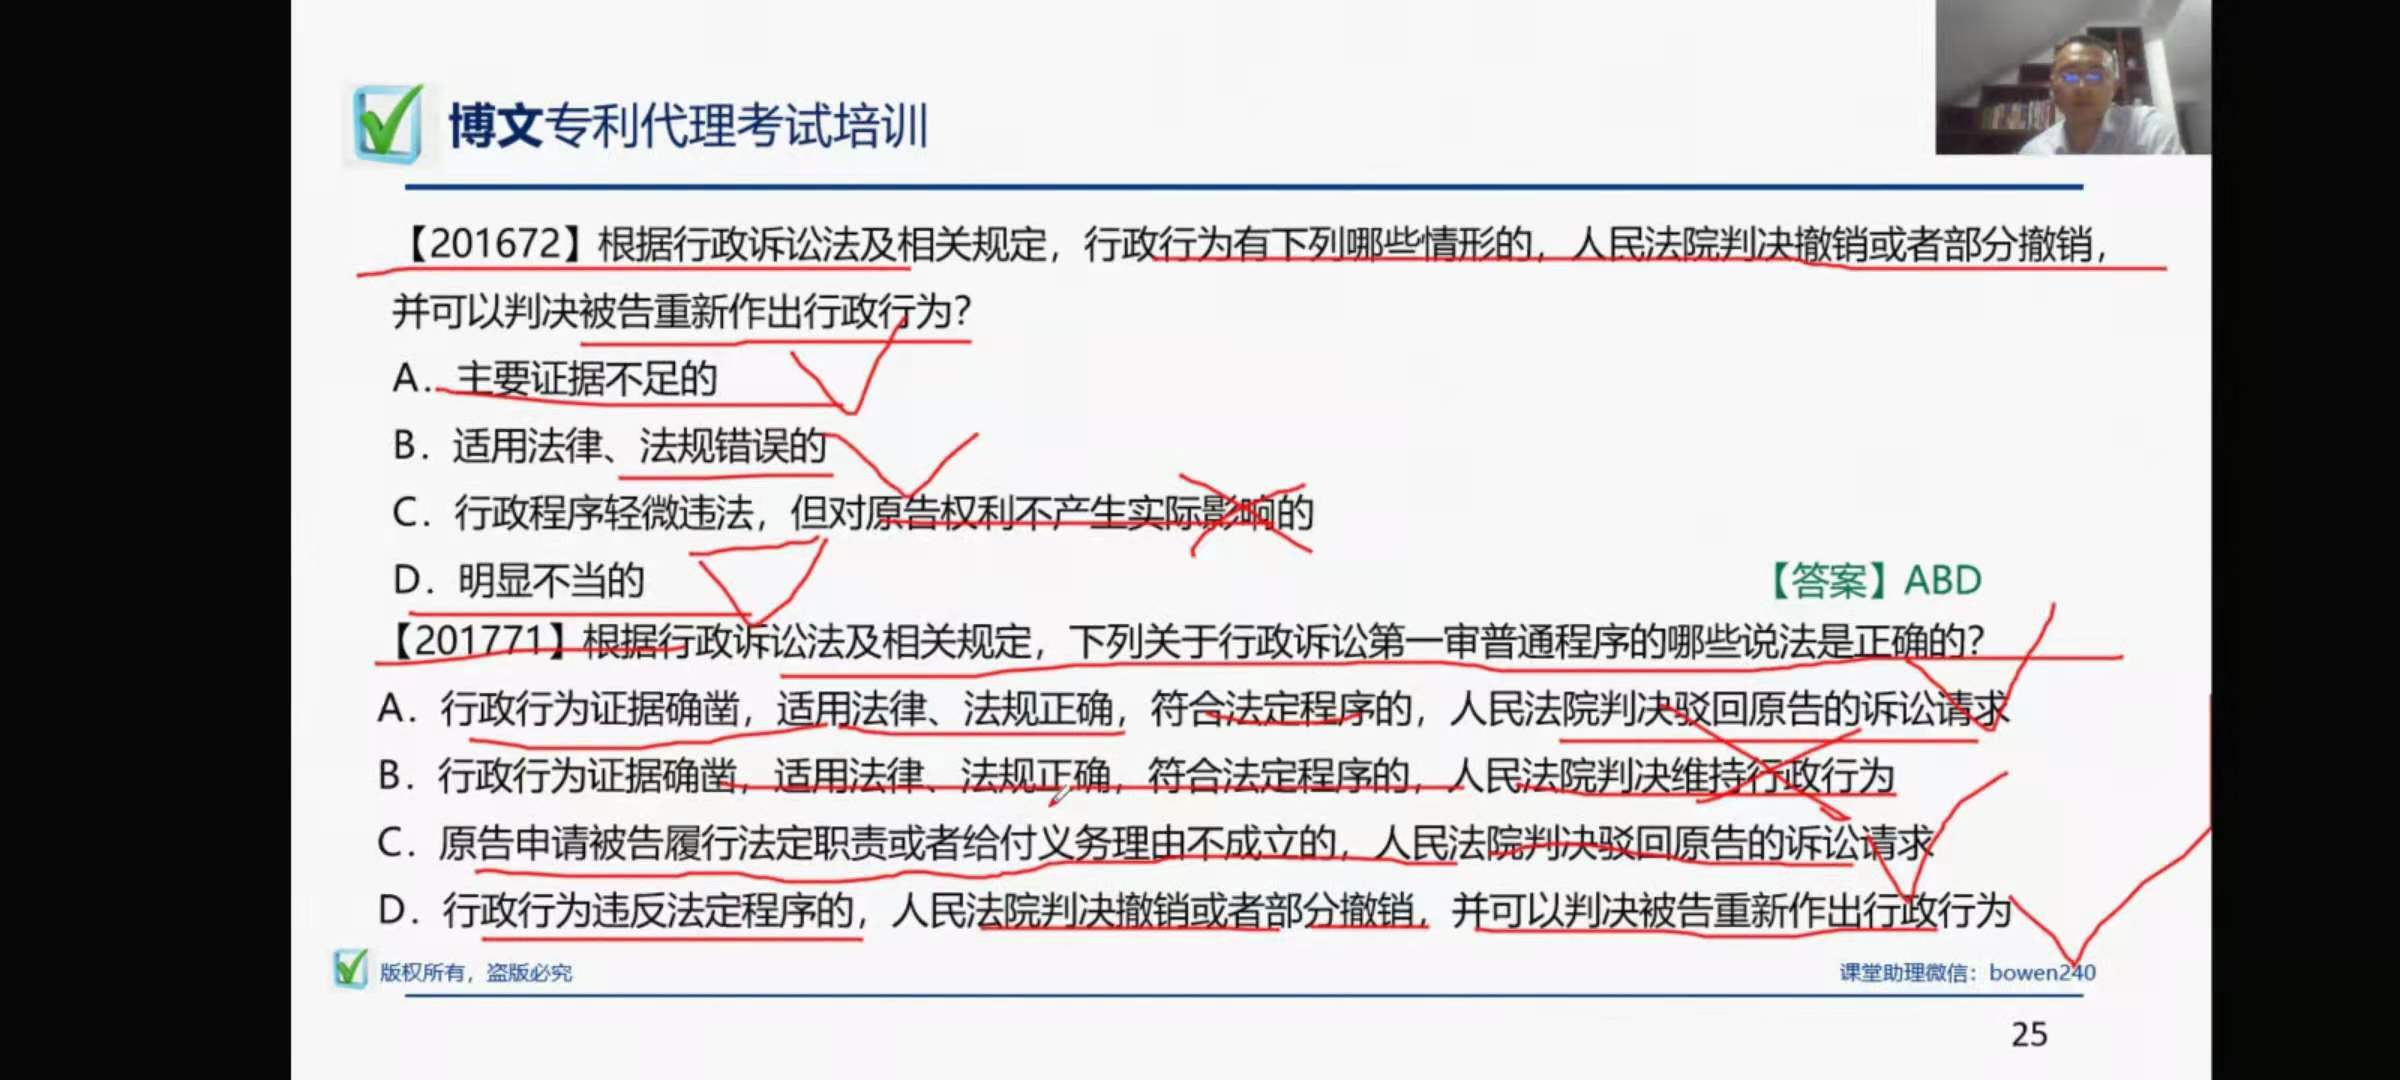 博文专利代理考试培训
【201672】根据行政诉讼法及相关规定，行政行为有下列哪些情形的，人民法院判决撤销或者部分撤销，
并可以判决被告重新作出行政行为？
A．主要证据不足的
B．适用法律、法规错误的
C．行政程序轻微违法，但对原告权利不产生实际影响的
D．明显不当的
【答案】ABD
【201771】根据行政诉讼法及相关规定，下列关于行政诉讼第一审普通程序的哪些说法是正确的？
A．行政行为证据确凿，适用法律、法规正确，符合法定程序的，人民法院判决驳回原告的诉讼请求
B．行政行为证据确凿，适用法律、法规正确，符合法定程序的，人民法院判决维持行政行为
C．原告申请被告履行法定职责或者给付义务理由不成立的，人民法院判决驳回原告的诉讼请求
D．行政行为违反法定程序的，人民法院判决撤销或者部分撤销，并可以判决被告重新作出行政行为
版权所有，盗版必究
课堂助理微信：bowen240
25